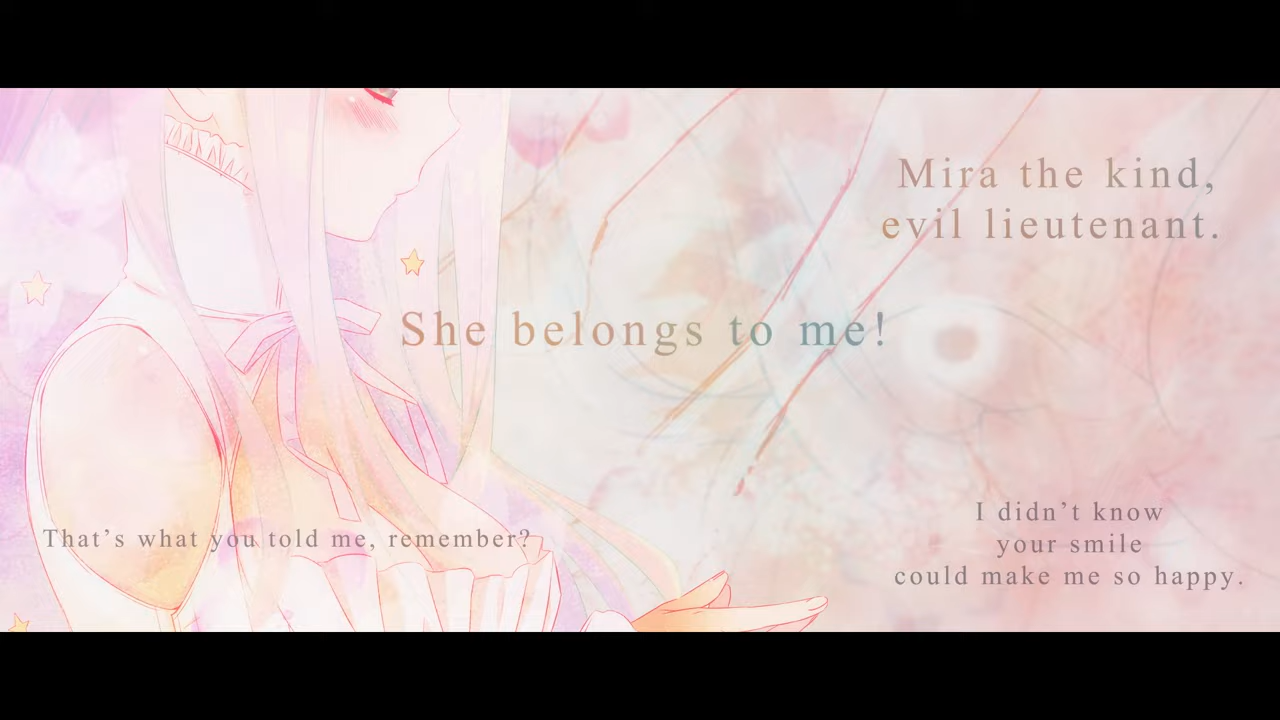 Mira the kind,
evil lieutenant.
She belongs to me!
That’s what you told me, remember?
I didn’t know
your smile
could make me so happy.